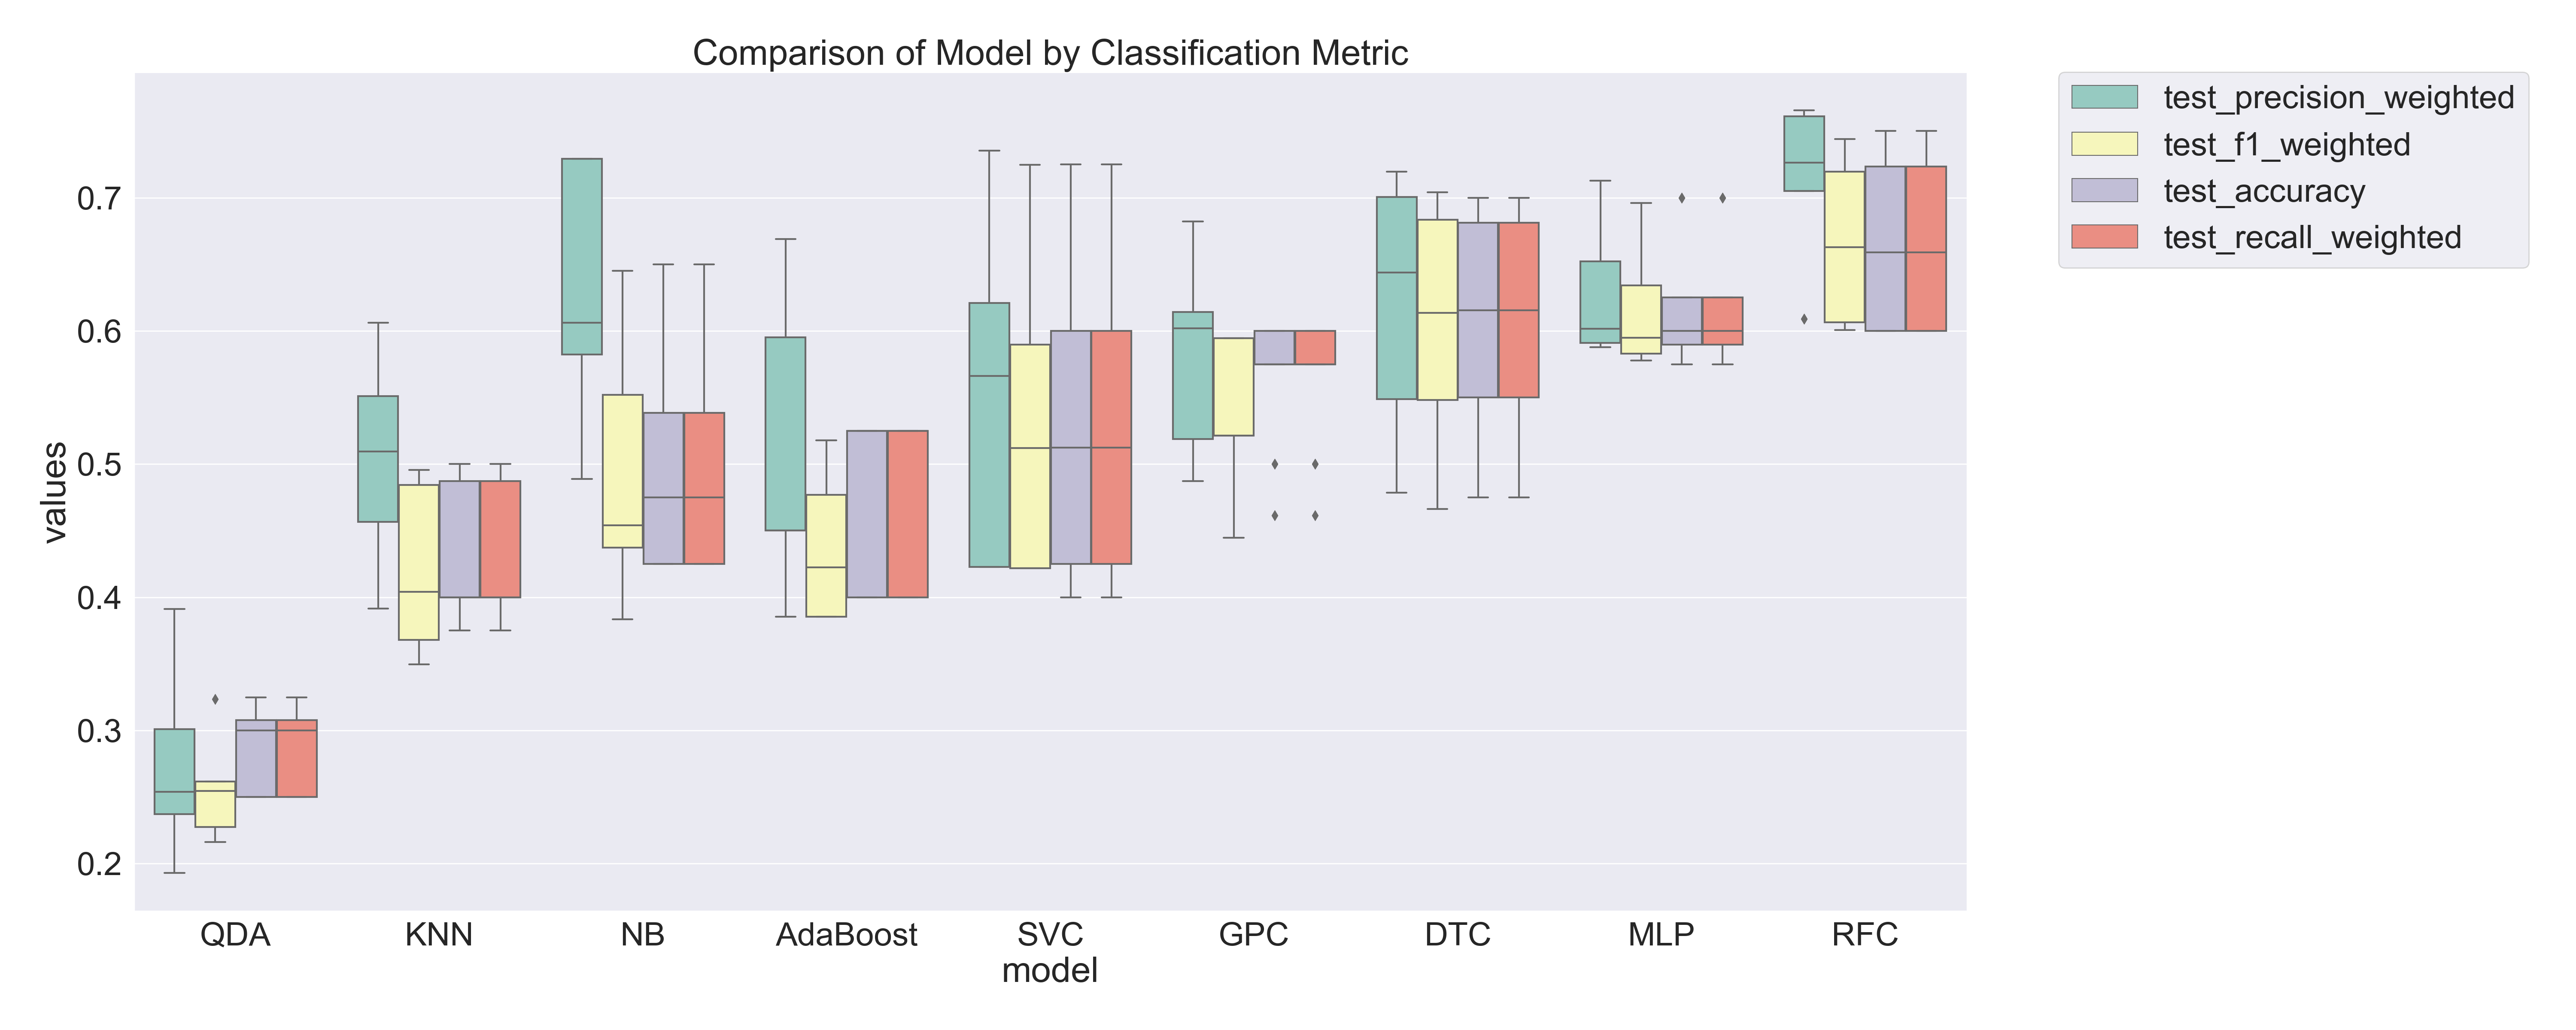 Comparison of Model by Classification Metric
test_precision_weighted
test_f1_weighted
test_accuracy
test_recall_weighted
values
0.7
0.6
0.5
0.4
0.3
0.2
QDA KNN NB AdaBoost SVC GPC DTC MLP RFC
model